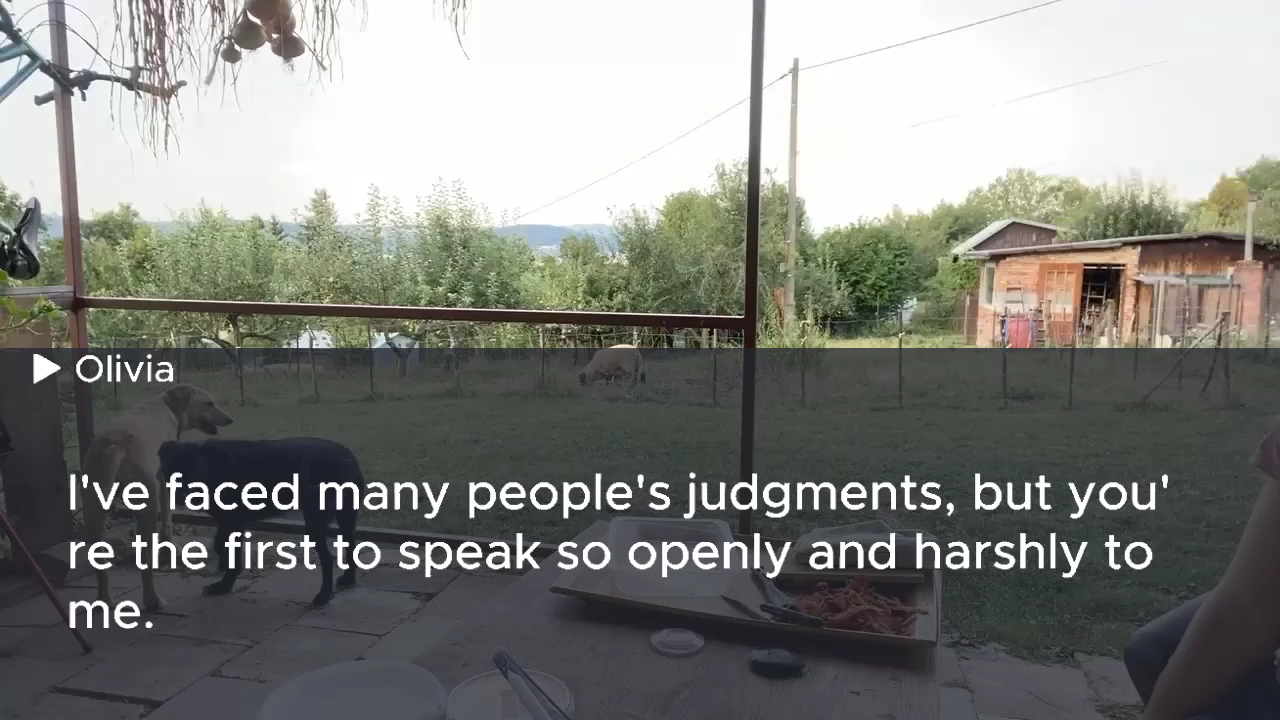 Olivia
I've faced many people's judgments, but you'
re the first to speak so openly and harshly to
me.